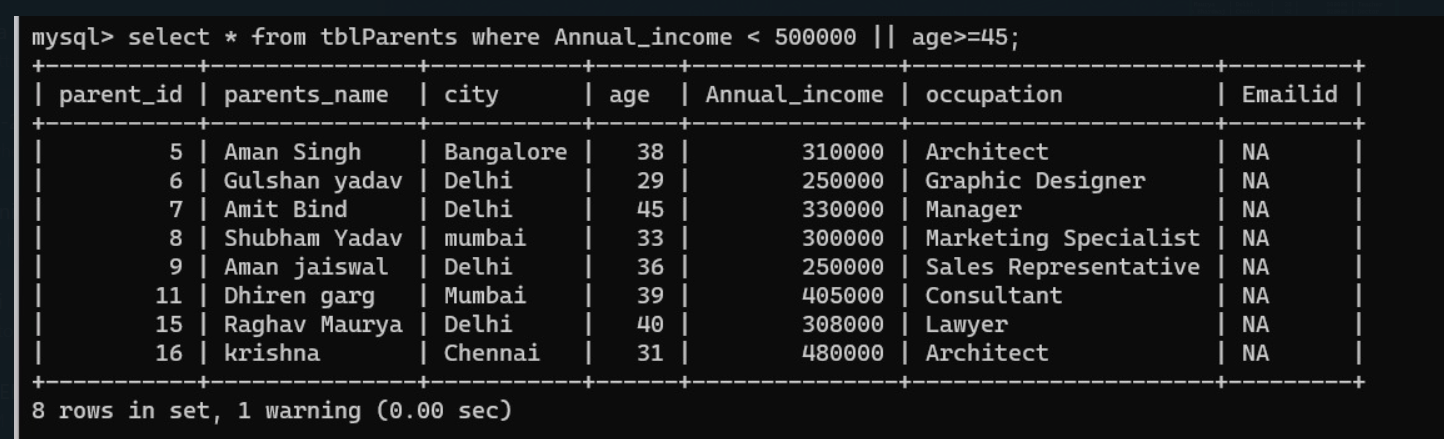 mysql> select * from tblParents where Annual_income < 500000 || age>=45;
+-----------+---------------+-----------+------+---------------+----------------------+---------+
| parent_id | parents_name  | city      | age  | Annual_income | occupation           | Emailid |
+-----------+---------------+-----------+------+---------------+----------------------+---------+
|         5 | Aman Singh    | Bangalore |   38 |        310000 | Architect            | NA      |
|         6 | Gulshan yadav | Delhi     |   29 |        250000 | Graphic Designer     | NA      |
|         7 | Amit Bind     | Delhi     |   45 |        330000 | Manager              | NA      |
|         8 | Shubham Yadav | mumbai    |   33 |        300000 | Marketing Specialist | NA      |
|         9 | Aman jaiswal  | Delhi     |   36 |        250000 | Sales Representative | NA      |
|        11 | Dhiren garg   | Mumbai    |   39 |        405000 | Consultant           | NA      |
|        15 | Raghav Maurya | Delhi     |   40 |        308000 | Lawyer               | NA      |
|        16 | krishna       | Chennai   |   31 |        480000 | Architect            | NA      |
+-----------+---------------+-----------+------+---------------+----------------------+---------+
8 rows in set, 1 warning (0.00 sec)